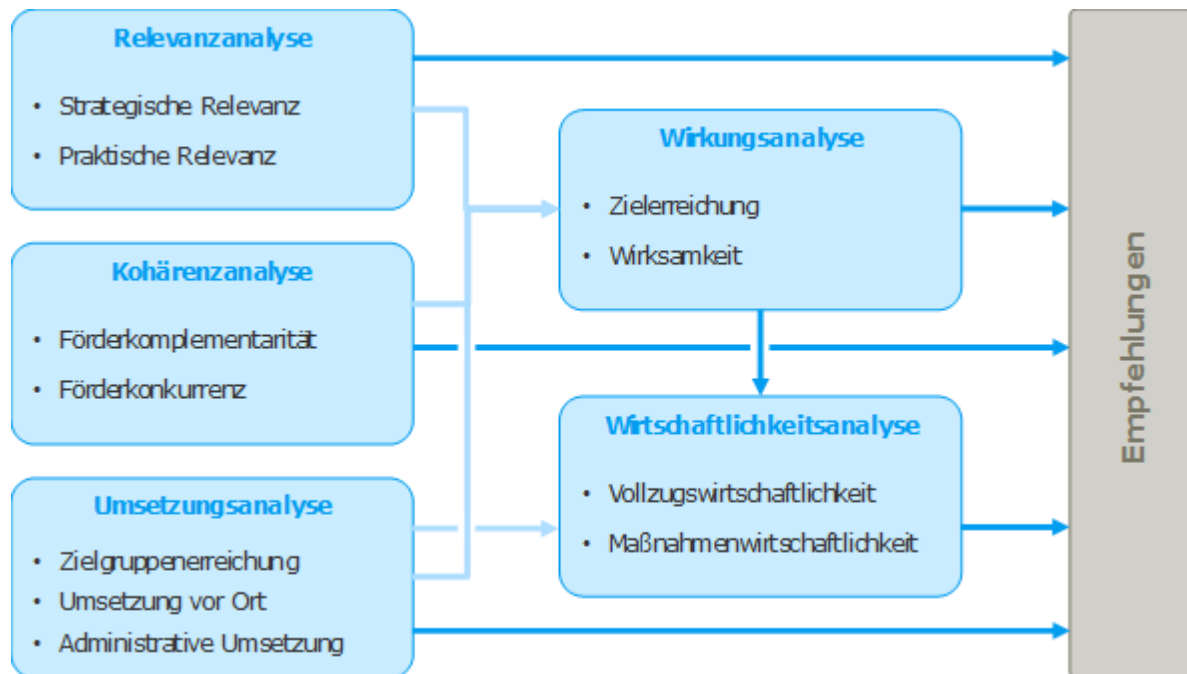 Relevanzanalyse
• Strategische Relevanz
• Praktische Relevanz
Kohärenzanalyse
• Förderkomplementarität
• Förderkonkurrenz
Umsetzungsanalyse
• Zielgruppenerreichung
• Umsetzung vor Ort
• Administrative Umsetzung
Wirkungsanalyse
• Zielerreichung
• Wirksamkeit
Wirtschaftlichkeitsanalyse
• Vollzugswirtschaftlichkeit
• Maßnahmenwirtschaftlichkeit
Empfehlungen